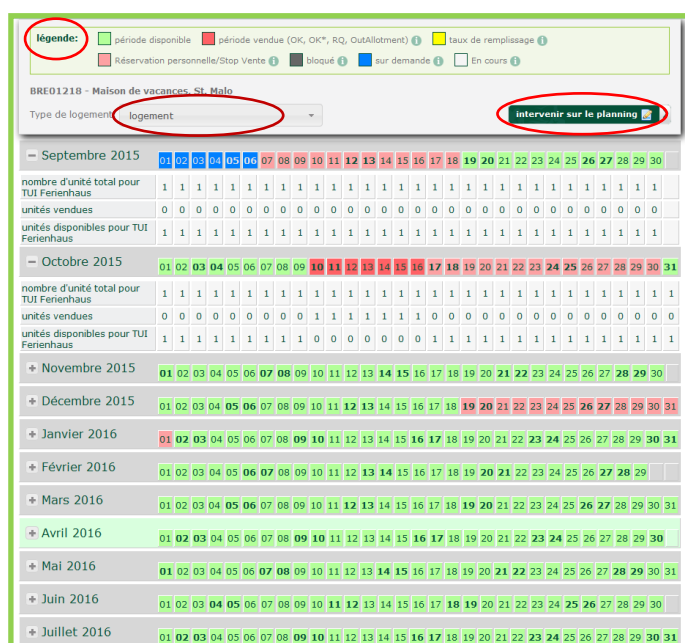 légende: période disponible période vendue (OK, OK*, RQ, OutAllotment) taux de remplissage
Réservation personnelle/Stop Vente bloqué sur demande En cours
BRE01218 - Maison de vacances, St. Malo
Type de logement logement intervenir sur le planning
Septembre 2015 01 02 03 04 05 06 07 08 09 10 11 12 13 14 15 16 17 18 19 20 21 22 23 24 25 26 27 28 29 30
nombre d'unité total pour
TUI Ferienhaus 1 1 1 1 1 1 1 1 1 1 1 1 1 1 1 1 1 1 1 1 1 1 1 1 1 1 1 1 1 1
unités vendues 0 0 0 0 0 0 0 0 0 0 0 0 0 0 0 0 0 0 0 0 0 0 0 0 0 0 0 0 0 0
unités disponibles pour TUI
Ferienhaus 1 1 1 1 1 1 1 1 1 1 1 1 1 1 1 1 1 1 1 1 1 1 1 1 1 1 1 1 1 1
Octobre 2015 01 02 03 04 05 06 07 08 09 10 11 12 13 14 15 16 17 18 19 20 21 22 23 24 25 26 27 28 29 30 31
nombre d'unité total pour
TUI Ferienhaus 1 1 1 1 1 1 1 1 1 1 1 1 1 1 1 1 1 1 1 1 1 1 1 1 1 1 1 1 1 1 1
unités vendues 0 0 0 0 0 0 0 0 0 1 1 1 1 1 1 1 0 0 0 0 0 0 0 0 0 0 0 0 0 0 0
unités disponibles pour TUI
Ferienhaus 1 1 1 1 1 1 1 1 1 0 0 0 0 0 0 0 1 1 1 1 1 1 1 1 1 1 1 1 1 1 1
Novembre 2015 01 02 03 04 05 06 07 08 09 10 11 12 13 14 15 16 17 18 19 20 21 22 23 24 25 26 27 28 29 30
Décembre 2015 01 02 03 04 05 06 07 08 09 10 11 12 13 14 15 16 17 18 19 20 21 22 23 24 25 26 27 28 29 30 31
Janvier 2016 01 02 03 04 05 06 07 08 09 10 11 12 13 14 15 16 17 18 19 20 21 22 23 24 25 26 27 28 29 30 31
Février 2016 01 02 03 04 05 06 07 08 09 10 11 12 13 14 15 16 17 18 19 20 21 22 23 24 25 26 27 28 29
Mars 2016 01 02 03 04 05 06 07 08 09 10 11 12 13 14 15 16 17 18 19 20 21 22 23 24 25 26 27 28 29 30 31
Avril 2016 01 02 03 04 05 06 07 08 09 10 11 12 13 14 15 16 17 18 19 20 21 22 23 24 25 26 27 28 29 30
Mai 2016 01 02 03 04 05 06 07 08 09 10 11 12 13 14 15 16 17 18 19 20 21 22 23 24 25 26 27 28 29 30 31
Juin 2016 01 02 03 04 05 06 07 08 09 10 11 12 13 14 15 16 17 18 19 20 21 22 23 24 25 26 27 28 29 30
Juillet 2016 01 02 03 04 05 06 07 08 09 10 11 12 13 14 15 16 17 18 19 20 21 22 23 24 25 26 27 28 29 30 31